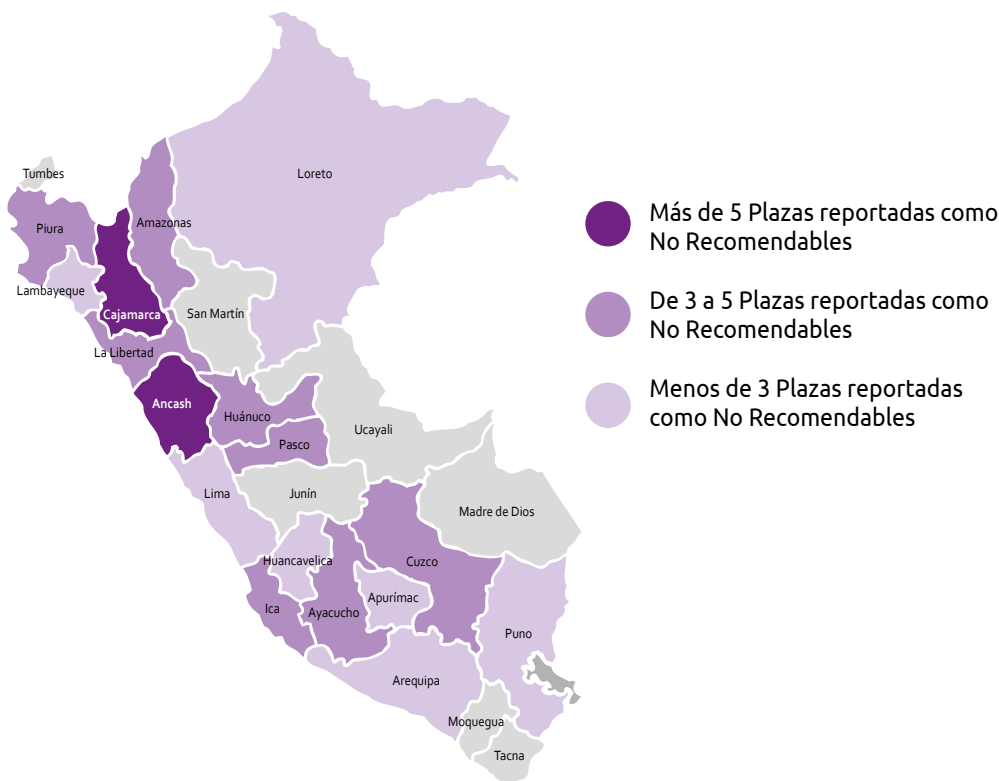 Loreto
Tumbes
Amazonas
Piura
Lambayeque
Cajamarca
San Martín
La Libertad
Ancash
Huánuco
Ucayali
Pasco
Lima
Junín
Madre de Dios
Huancavelica
Cuzco
Apurímac
Ica
Ayacucho
Puno
Arequipa
Moquegua
Tacna
Más de 5 Plazas reportadas como
No Recomendables
De 3 a 5 Plazas reportadas como
No Recomendables
Menos de 3 Plazas reportadas
como No Recomendables